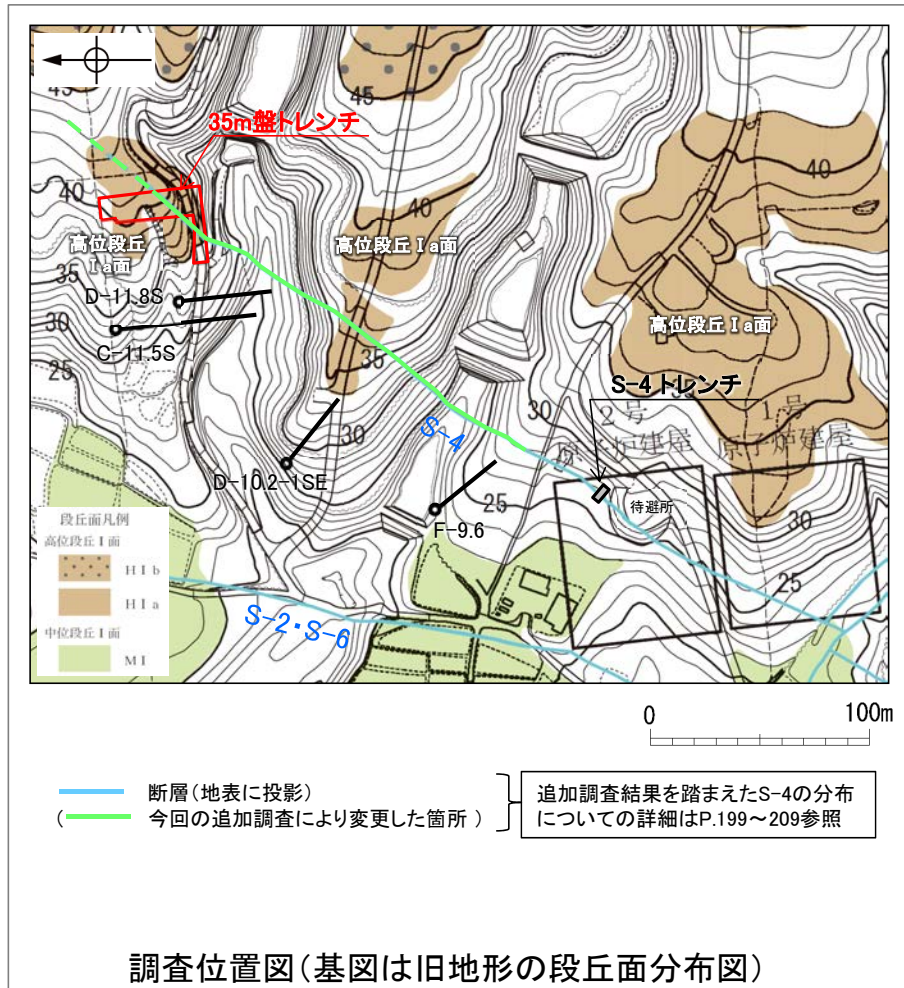 45
45
35m盤トレンチ
40
40
40
高位段丘
Ⅰa面
高位段丘Ⅰa面
高位段丘Ⅰa面
35
D-11.8S
30
C-11.5S
25
35
S-4トレンチ
30
2号
1号
原子炉建屋
原子炉建屋
S-4
30
D-10.2-1SE
25
F-9.6
待避所
30
25
段丘面凡例
高位段丘Ⅰ面
HⅠb
HⅠa
中位段丘Ⅰ面
MⅠ
S-2・S-6
0
100m
断層(地表に投影)
( 今回の追加調査により変更した箇所 )
追加調査結果を踏まえたS-4の分布
についての詳細はP.199~209参照
調査位置図(基図は旧地形の段丘面分布図)